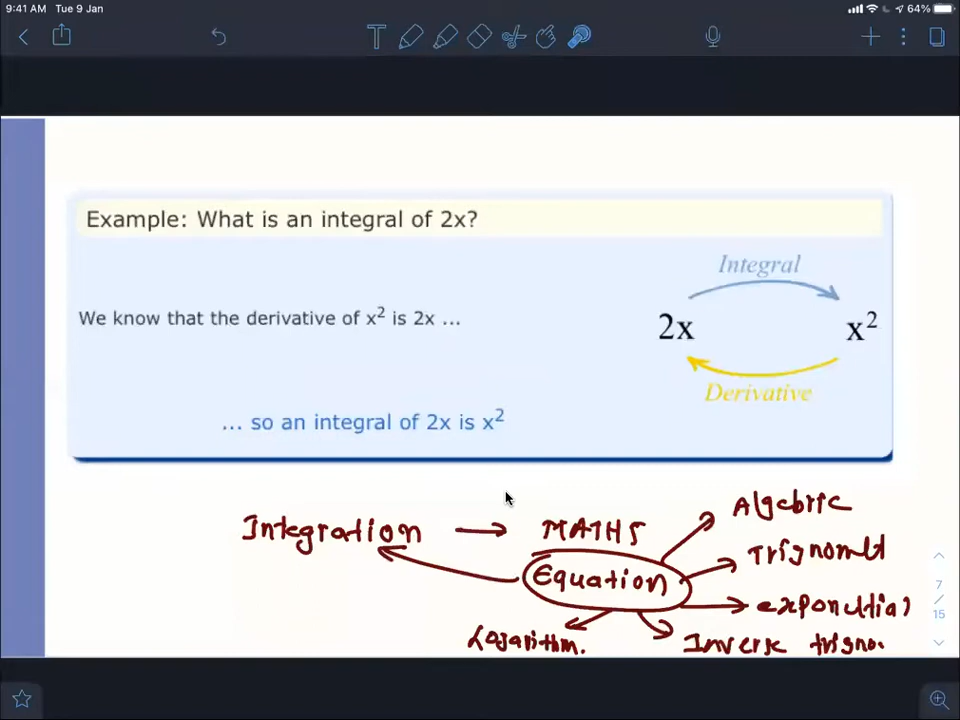 9:41 AM Tue 9 Jan 64%
Example: What is an integral of 2x?
Integral
We know that the derivative of x² is 2x ...
2x x²
Derivative
... so an integral of 2x is x²
Integration → MATHS
Equation
Algebric
Trignomet
exponential
Inverse trigno.
Logarithm.
7
/
15